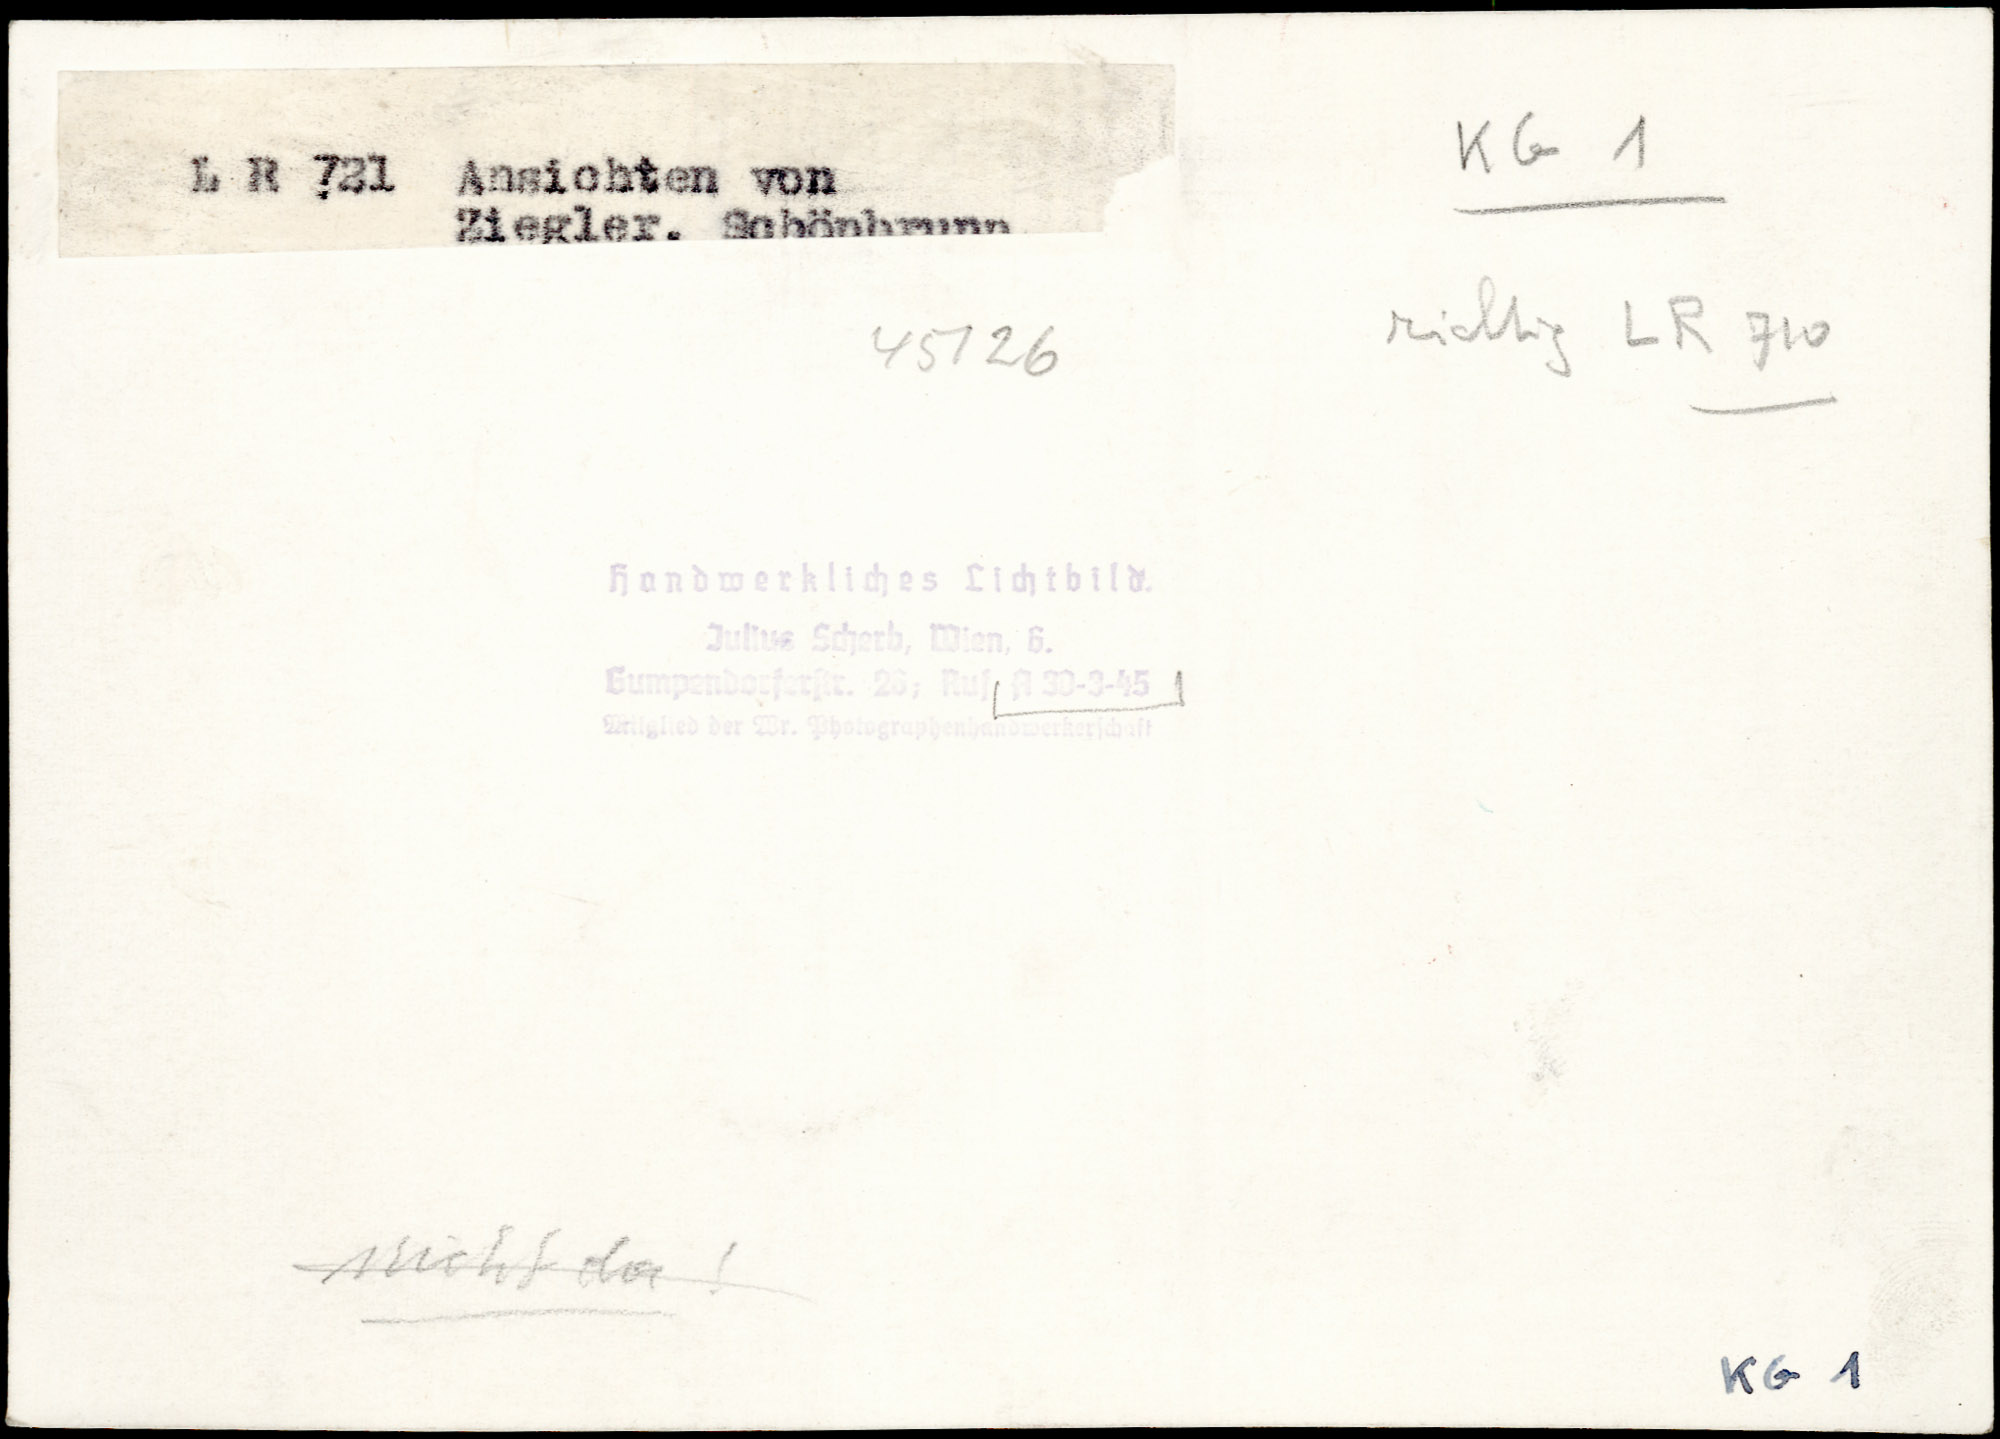 L R 721 Ansichten von
Ziegler. Schönbrunn
KG 1
richtig LR 710
45126
Handwerkliches Lichtbild.
Julius Scherb, Wien, 6.
Gumpendorferstr. 26; Ruf A 30-3-45
Mitglied der Wr. Photographenhandwerkerschaft
nicht da !
KG 1